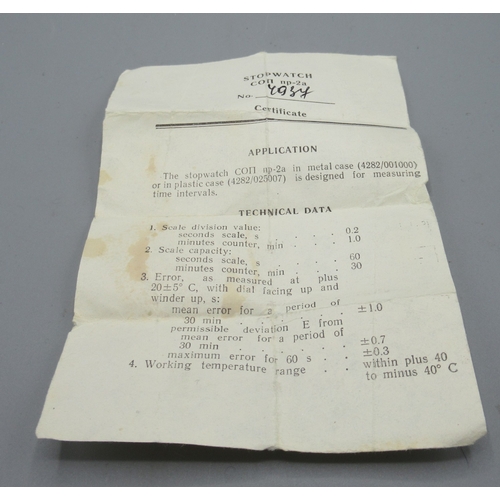 STOPWATCH
СОП пр-2а
No.
Certificate
APPLICATION
The stopwatch СОП пр-2а in metal case (4282/001000)
or in plastic case (4282/025007) is designed for measuring
time intervals.
TECHNICAL DATA
1. Scale division value:
seconds scale, s . . . . 0.2
minutes counter, min . . . 1.0
2. Scale capacity:
seconds scale, s . . . . 60
minutes counter, min . . . 30
3. Error, as measured at plus
20±5° C, with dial facing up and
winder up, s:
mean error for a period of
30 min . . . . . . . ±1.0
permissible deviation E from
mean error for a period of
30 min . . . . . . . ±0.7
maximum error for 60 s . . . ±0.3
4. Working temperature range . . within plus 40
to minus 40° C